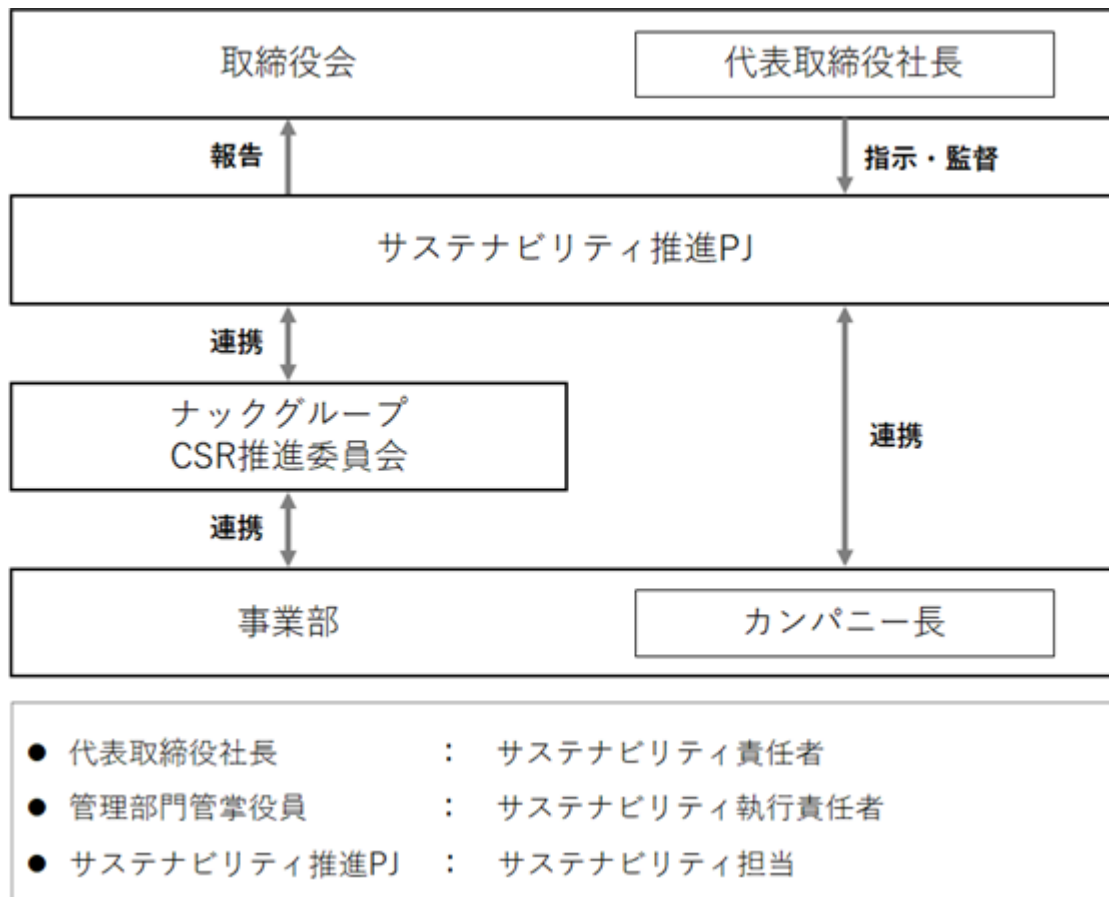 取締役会
代表取締役社長
報告
指示・監督
サステナビリティ推進PJ
連携
ナックグループ
CSR推進委員会
連携
連携
事業部
カンパニー長
● 代表取締役社長 : サステナビリティ責任者
● 管理部門管掌役員 : サステナビリティ執行責任者
● サステナビリティ推進PJ : サステナビリティ担当